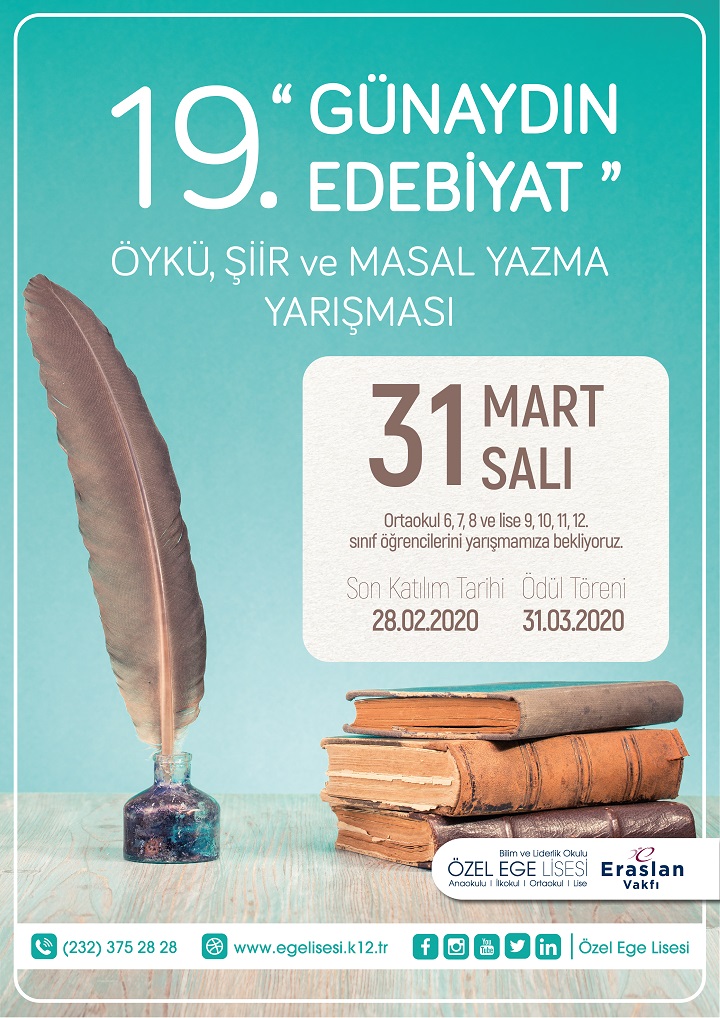 19. “ GÜNAYDIN
EDEBİYAT ”
ÖYKÜ, ŞİİR ve MASAL YAZMA
YARIŞMASI
31 MART
SALI
Ortaokul 6, 7, 8 ve lise 9, 10, 11, 12.
sınıf öğrencilerini yarışmamıza bekliyoruz.
Son Katılım Tarihi Ödül Töreni
28.02.2020 31.03.2020
Bilim ve Liderlik Okulu
ÖZEL EGE LİSESİ
Anaokulu I İlkokul I Ortaokul I Lise
Eraslan
Vakfı
(232) 375 28 28 www.egelisesi.k12.tr You Tube Özel Ege Lisesi